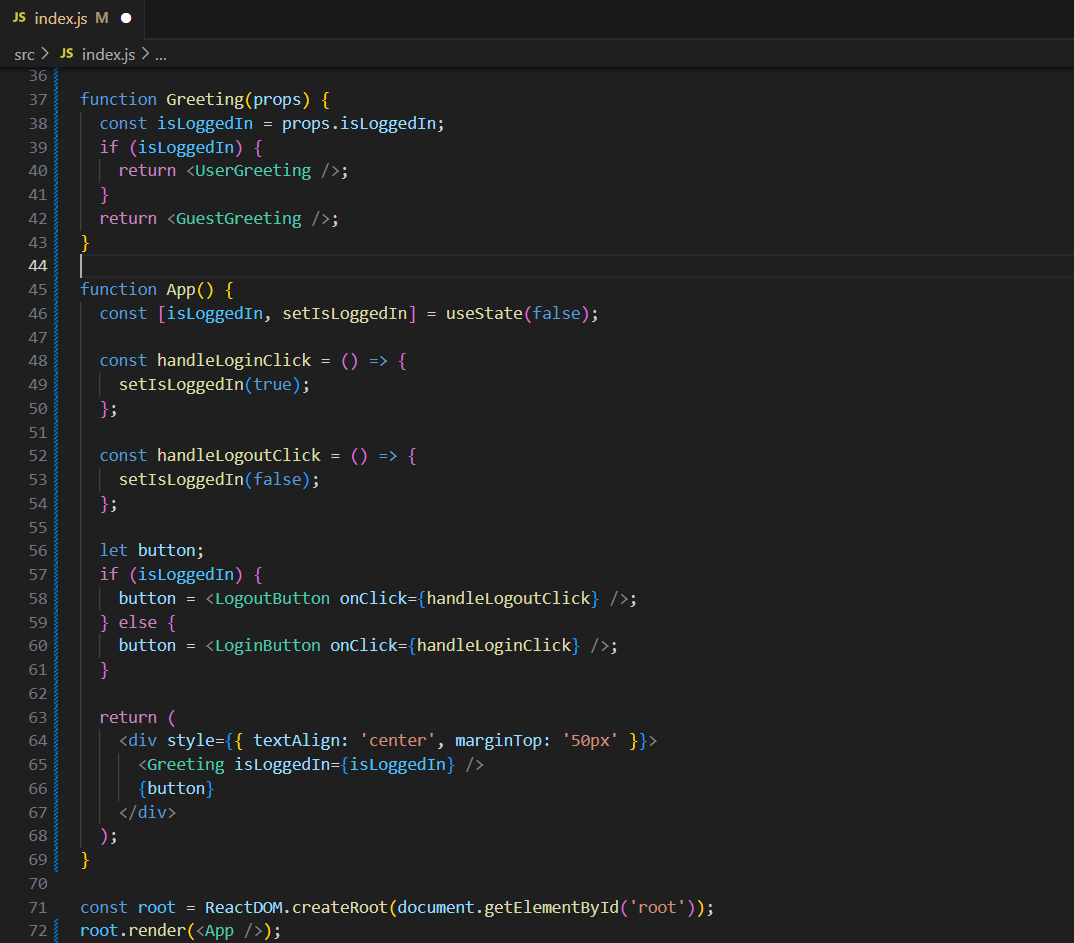 JS index.js M
src > JS index.js > ...
36
37 function Greeting(props) {
38   const isLoggedIn = props.isLoggedIn;
39   if (isLoggedIn) {
40     return <UserGreeting />;
41   }
42   return <GuestGreeting />;
43 }
44
45 function App() {
46   const [isLoggedIn, setIsLoggedIn] = useState(false);
47
48   const handleLoginClick = () => {
49     setIsLoggedIn(true);
50   };
51
52   const handleLogoutClick = () => {
53     setIsLoggedIn(false);
54   };
55
56   let button;
57   if (isLoggedIn) {
58     button = <LogoutButton onClick={handleLogoutClick} />;
59   } else {
60     button = <LoginButton onClick={handleLoginClick} />;
61   }
62
63   return (
64     <div style={{ textAlign: 'center', marginTop: '50px' }}>
65       <Greeting isLoggedIn={isLoggedIn} />
66       {button}
67     </div>
68   );
69 }
70
71 const root = ReactDOM.createRoot(document.getElementById('root'));
72 root.render(<App />);